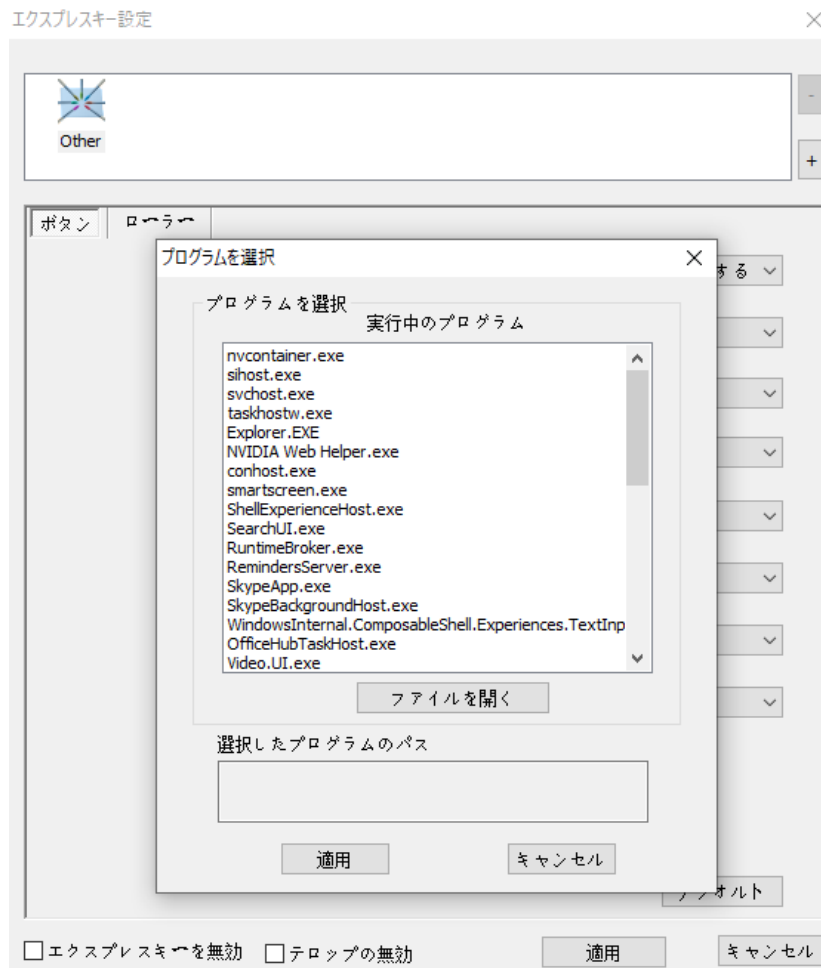 エクスプレスキー設定
Other
-
+
ボタン
ローラー
プログラムを選択
する
プログラムを選択
実行中のプログラム
nvcontainer.exe
sihost.exe
svchost.exe
taskhostw.exe
Explorer.EXE
NVIDIA Web Helper.exe
conhost.exe
smartscreen.exe
ShellExperienceHost.exe
SearchUI.exe
RuntimeBroker.exe
RemindersServer.exe
SkypeApp.exe
SkypeBackgroundHost.exe
WindowsInternal.ComposableShell.Experiences.TextInp
OfficeHubTaskHost.exe
Video.UI.exe
ファイルを開く
選択したプログラムのパス
適用
キャンセル
ォルト
エクスプレスキーを無効
テロップの無効
適用
キャンセル